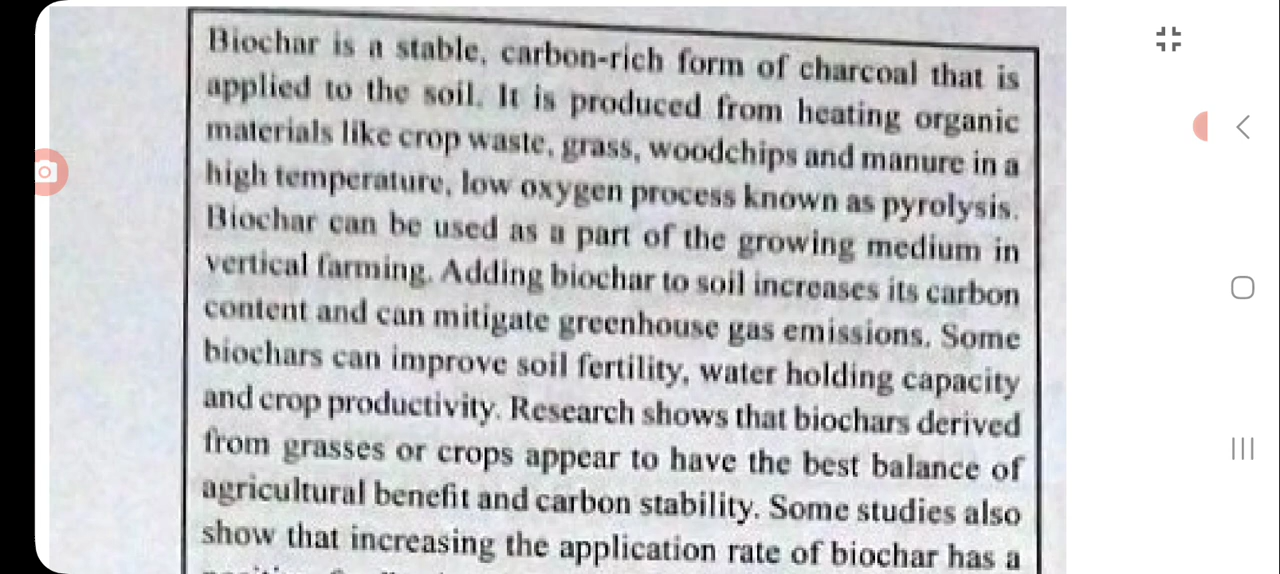 Biochar is a stable, carbon-rich form of charcoal that is
applied to the soil. It is produced from heating organic
materials like crop waste, grass, woodchips and manure in a
high temperature, low oxygen process known as pyrolysis.
Biochar can be used as a part of the growing medium in
vertical farming. Adding biochar to soil increases its carbon
content and can mitigate greenhouse gas emissions. Some
biochars can improve soil fertility, water holding capacity
and crop productivity. Research shows that biochars derived
from grasses or crops appear to have the best balance of
agricultural benefit and carbon stability. Some studies also
show that increasing the application rate of biochar has a